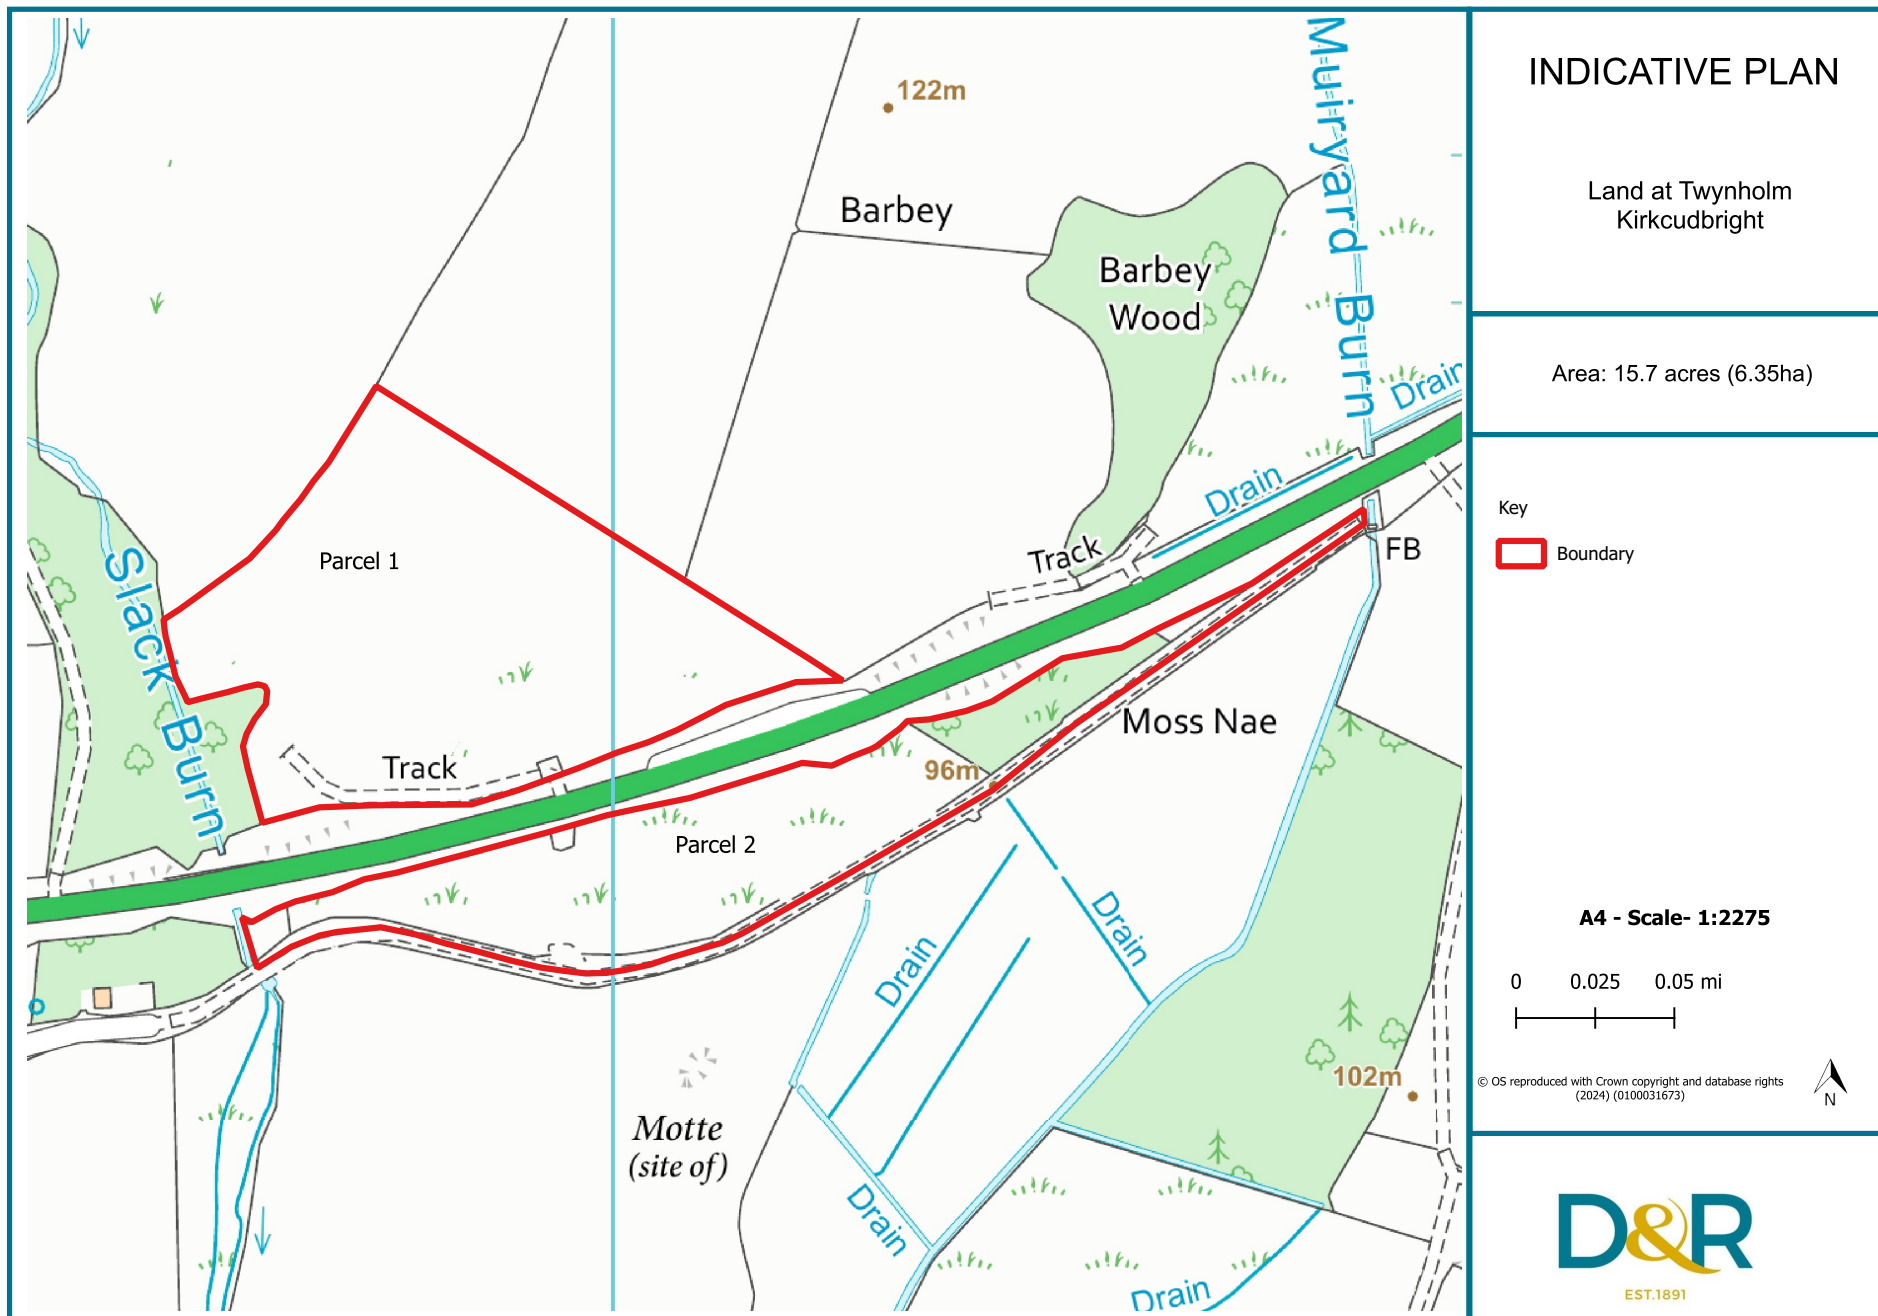 122m
Muiryard Burn
Barbey
Barbey
Wood
Drain
Drain
Parcel 1
Track
FB
Slack Burn
Moss Nae
Track
96m
Parcel 2
Drain
Drain
102m
Motte
(site of)
Drain
Drain
INDICATIVE PLAN
Land at Twynholm
Kirkcudbright
Area: 15.7 acres (6.35ha)
Key
Boundary
A4 - Scale- 1:2275
0 0.025 0.05 mi
© OS reproduced with Crown copyright and database rights
(2024) (0100031673)
N
D&R
EST.1891